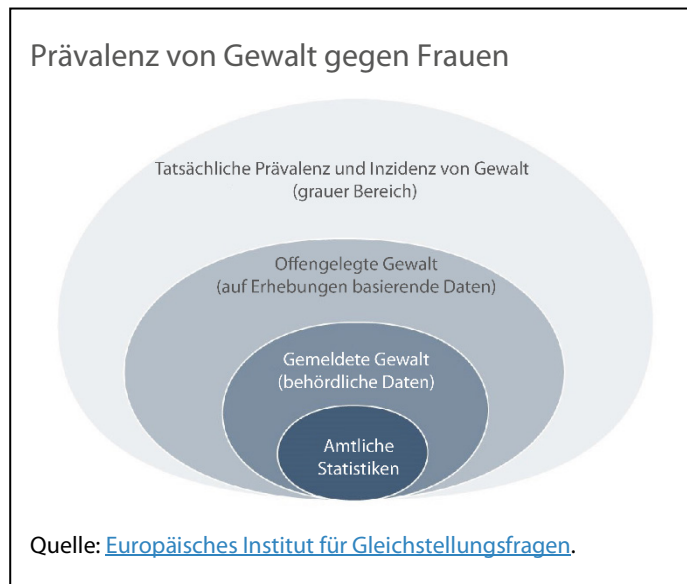 Prävalenz von Gewalt gegen Frauen
Tatsächliche Prävalenz und Inzidenz von Gewalt
(grauer Bereich)
Offengelegte Gewalt
(auf Erhebungen basierende Daten)
Gemeldete Gewalt
(behördliche Daten)
Amtliche
Statistiken
Quelle: Europäisches Institut für Gleichstellungsfragen.